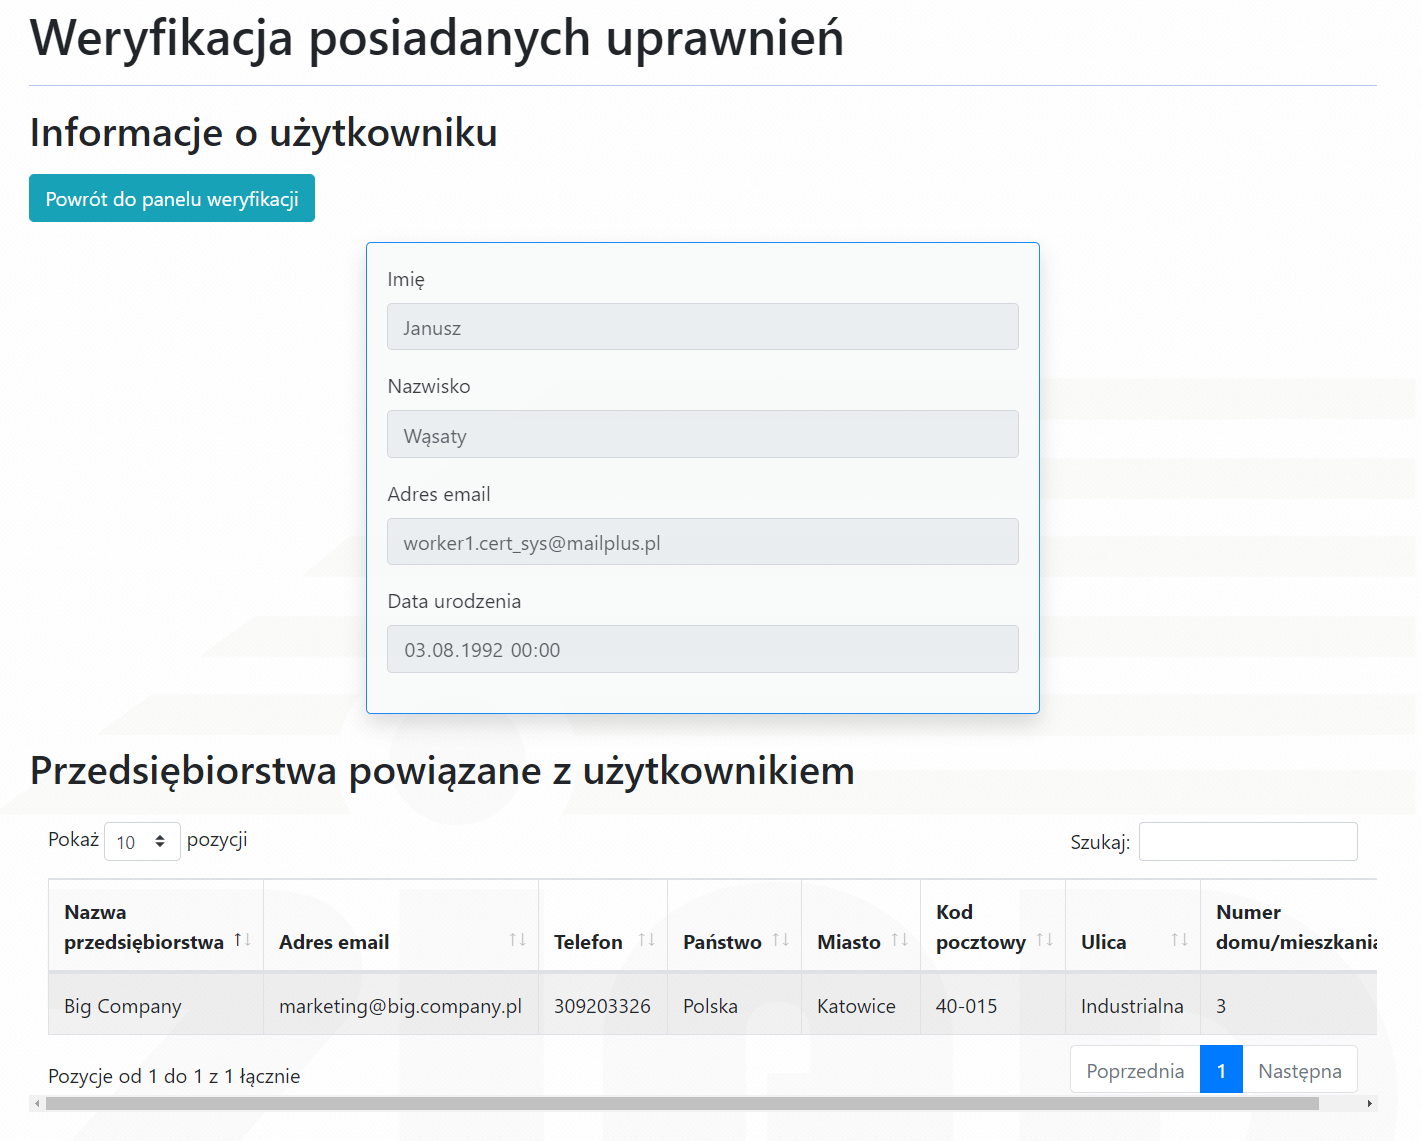 Weryfikacja posiadanych uprawnień
Informacje o użytkowniku
Powrót do panelu weryfikacji
Imię
Janusz
Nazwisko
Wąsaty
Adres email
worker1.cert_sys@mailplus.pl
Data urodzenia
03.08.1992 00:00
Przedsiębiorstwa powiązane z użytkownikiem
Pokaż 10 pozycji Szukaj:
Nazwa przedsiębiorstwa Adres email Telefon Państwo Miasto Kod pocztowy Ulica Numer domu/mieszkania
Big Company marketing@big.company.pl 309203326 Polska Katowice 40-015 Industrialna 3
Pozycje od 1 do 1 z 1 łącznie Poprzednia 1 Następna